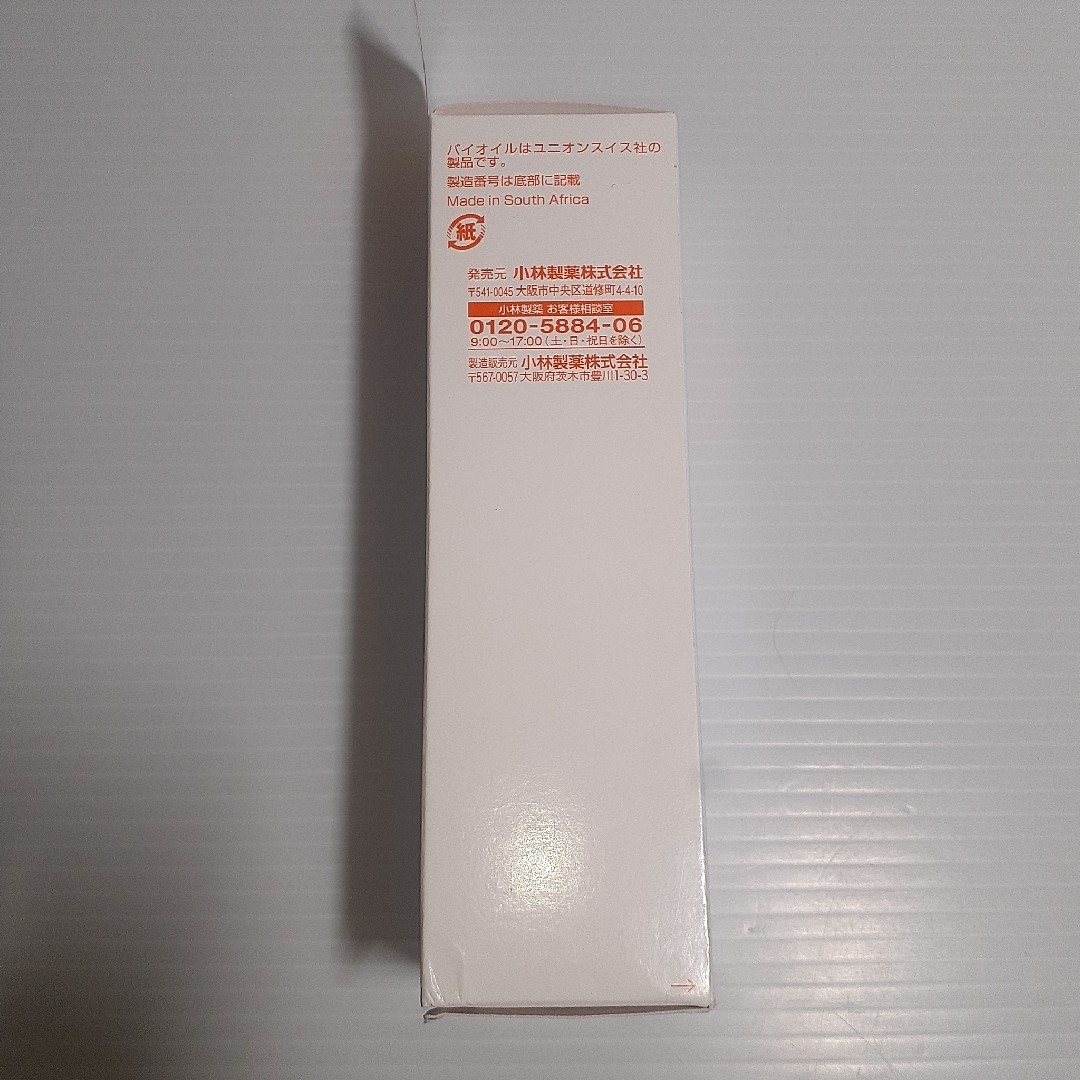 バイオイルはユニオンスイス社の
製品です。
製造番号は底部に記載
Made in South Africa
紙
発売元 小林製薬株式会社
〒541-0045 大阪市中央区道修町4-4-10
小林製薬 お客様相談室
0120-5884-06
9:00〜17:00(土・日・祝日を除く)
製造販売元 小林製薬株式会社
〒567-0057 大阪府茨木市豊川1-30-3
→